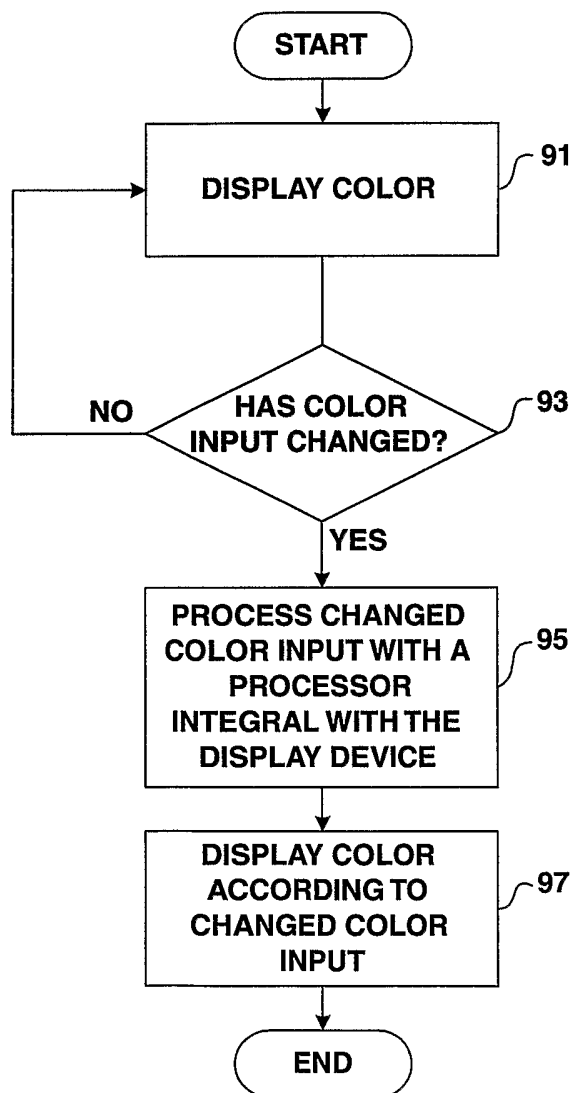 START
DISPLAY COLOR
91
HAS COLOR
INPUT CHANGED?
93
NO
YES
PROCESS CHANGED
COLOR INPUT WITH A
PROCESSOR
INTEGRAL WITH THE
DISPLAY DEVICE
95
DISPLAY COLOR
ACCORDING TO
CHANGED COLOR
INPUT
97
END